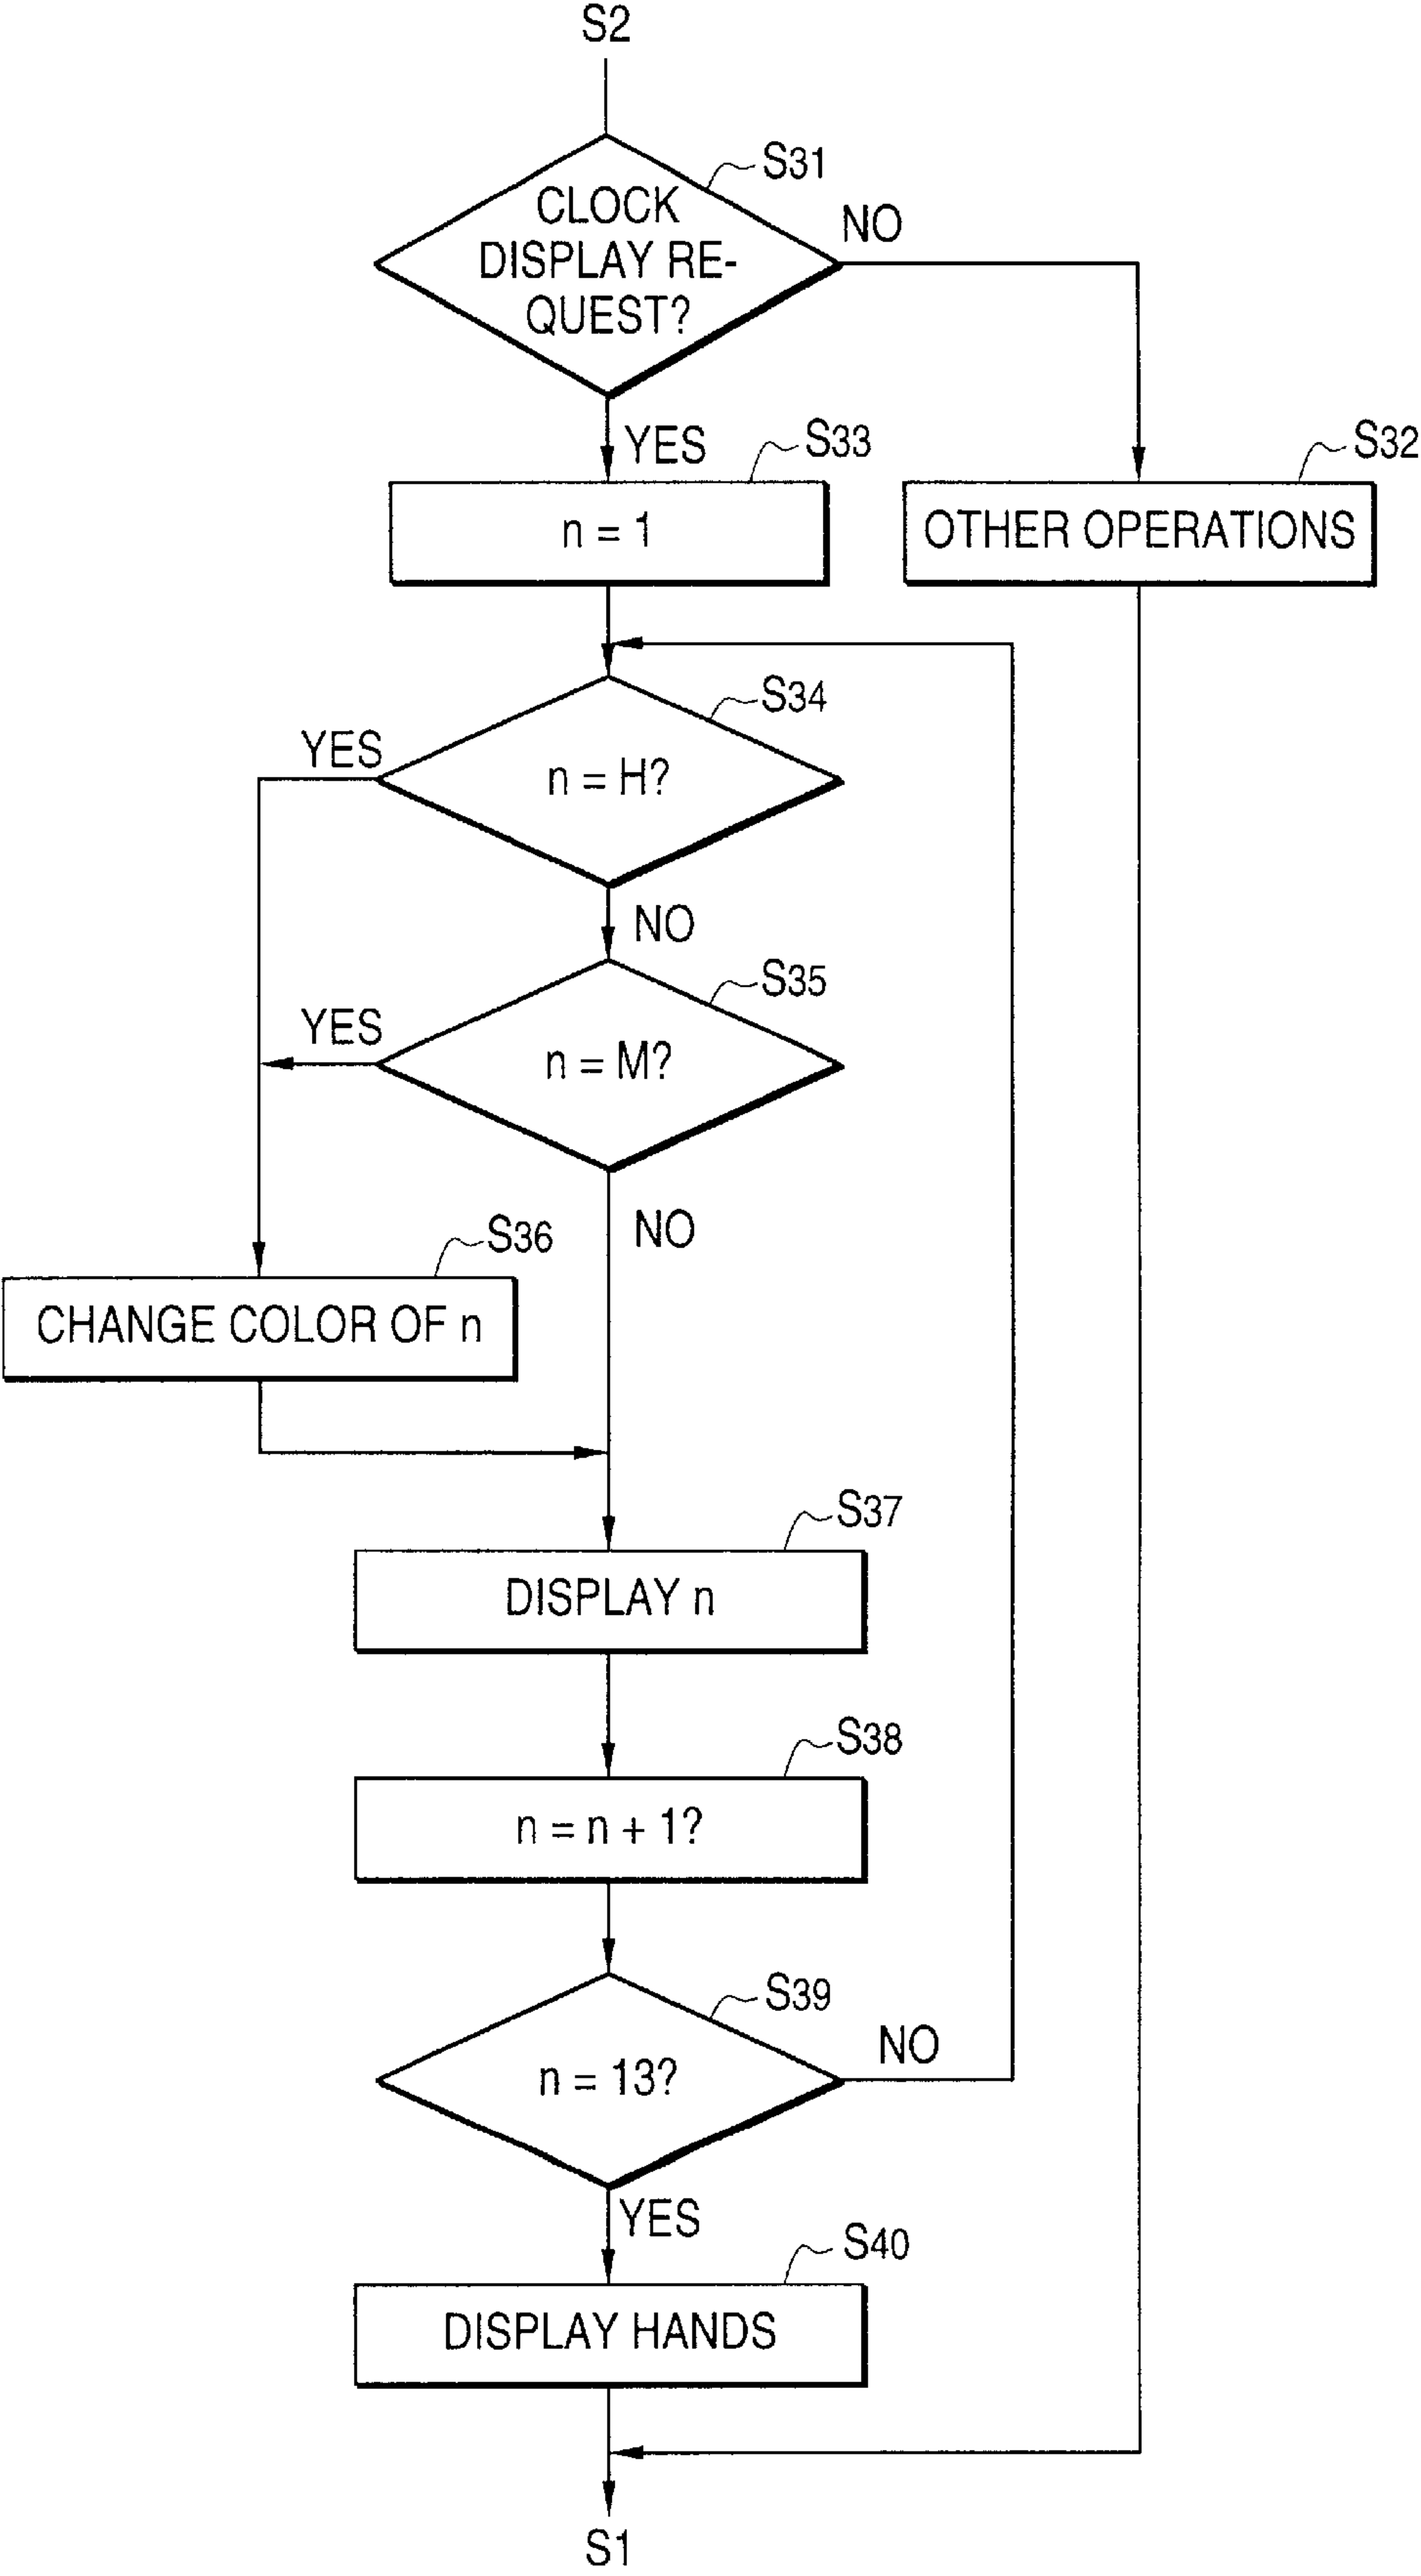 S2
S31
CLOCK
DISPLAY RE-
QUEST?
NO
YES
S33
S32
n = 1
OTHER OPERATIONS
S34
YES
n = H?
NO
S35
YES
n = M?
NO
S36
CHANGE COLOR OF n
S37
DISPLAY n
S38
n = n + 1?
S39
NO
n = 13?
YES
S40
DISPLAY HANDS
S1